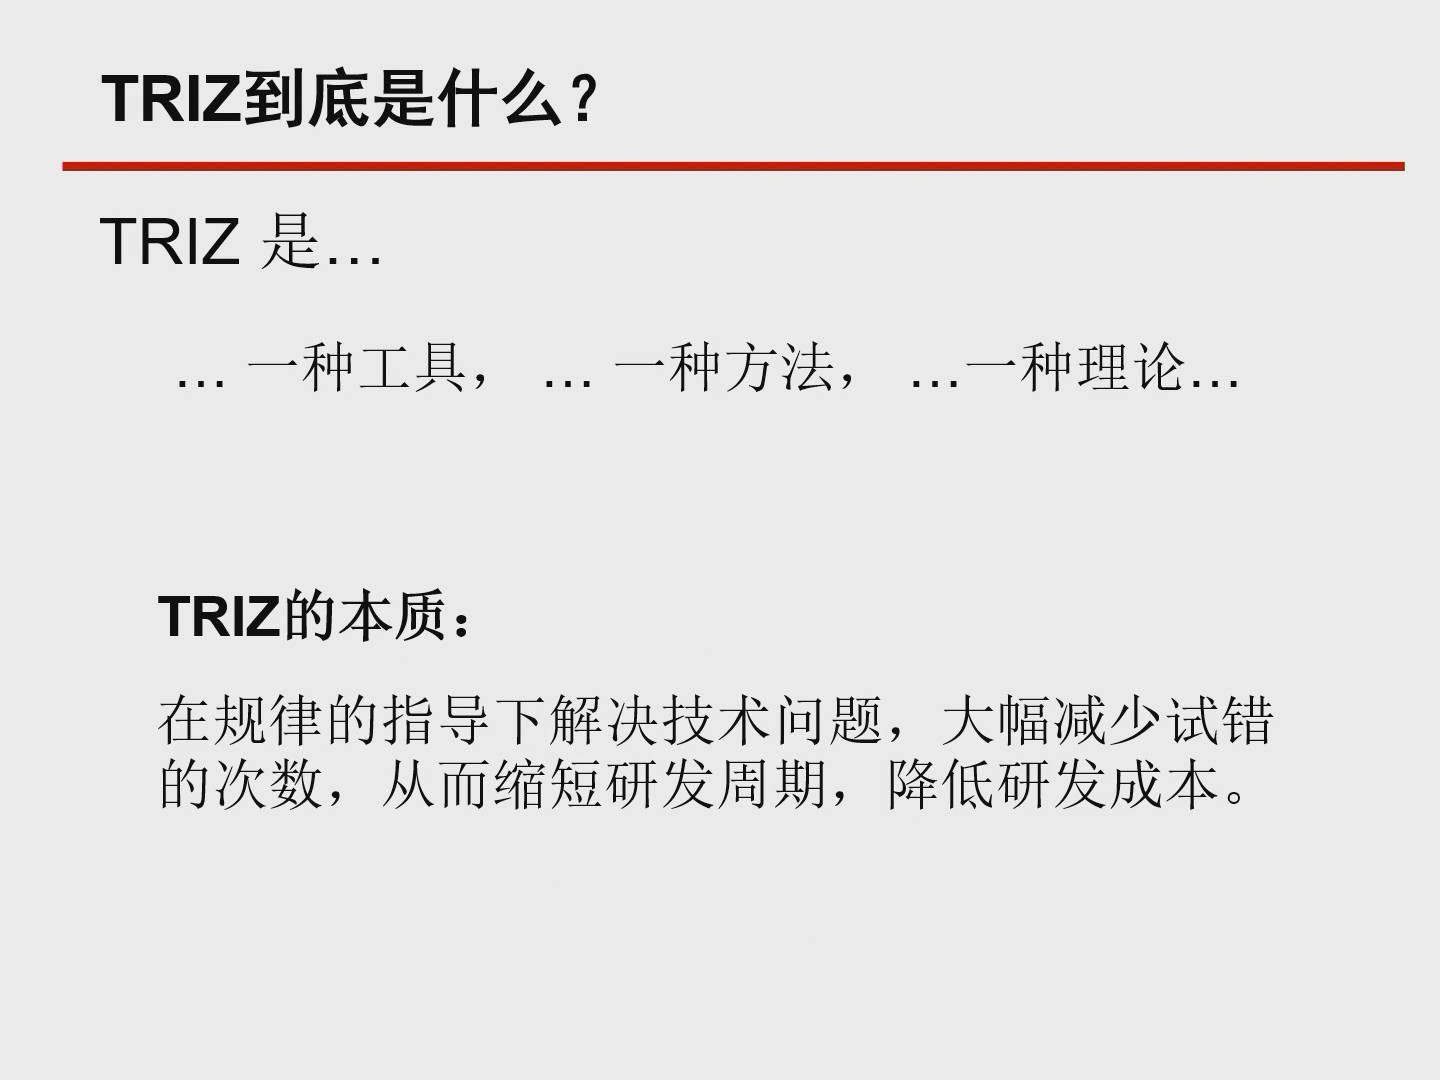 TRIZ到底是什么？
TRIZ 是…
… 一种工具， … 一种方法， …一种理论…
TRIZ的本质：
在规律的指导下解决技术问题，大幅减少试错
的次数，从而缩短研发周期，降低研发成本。